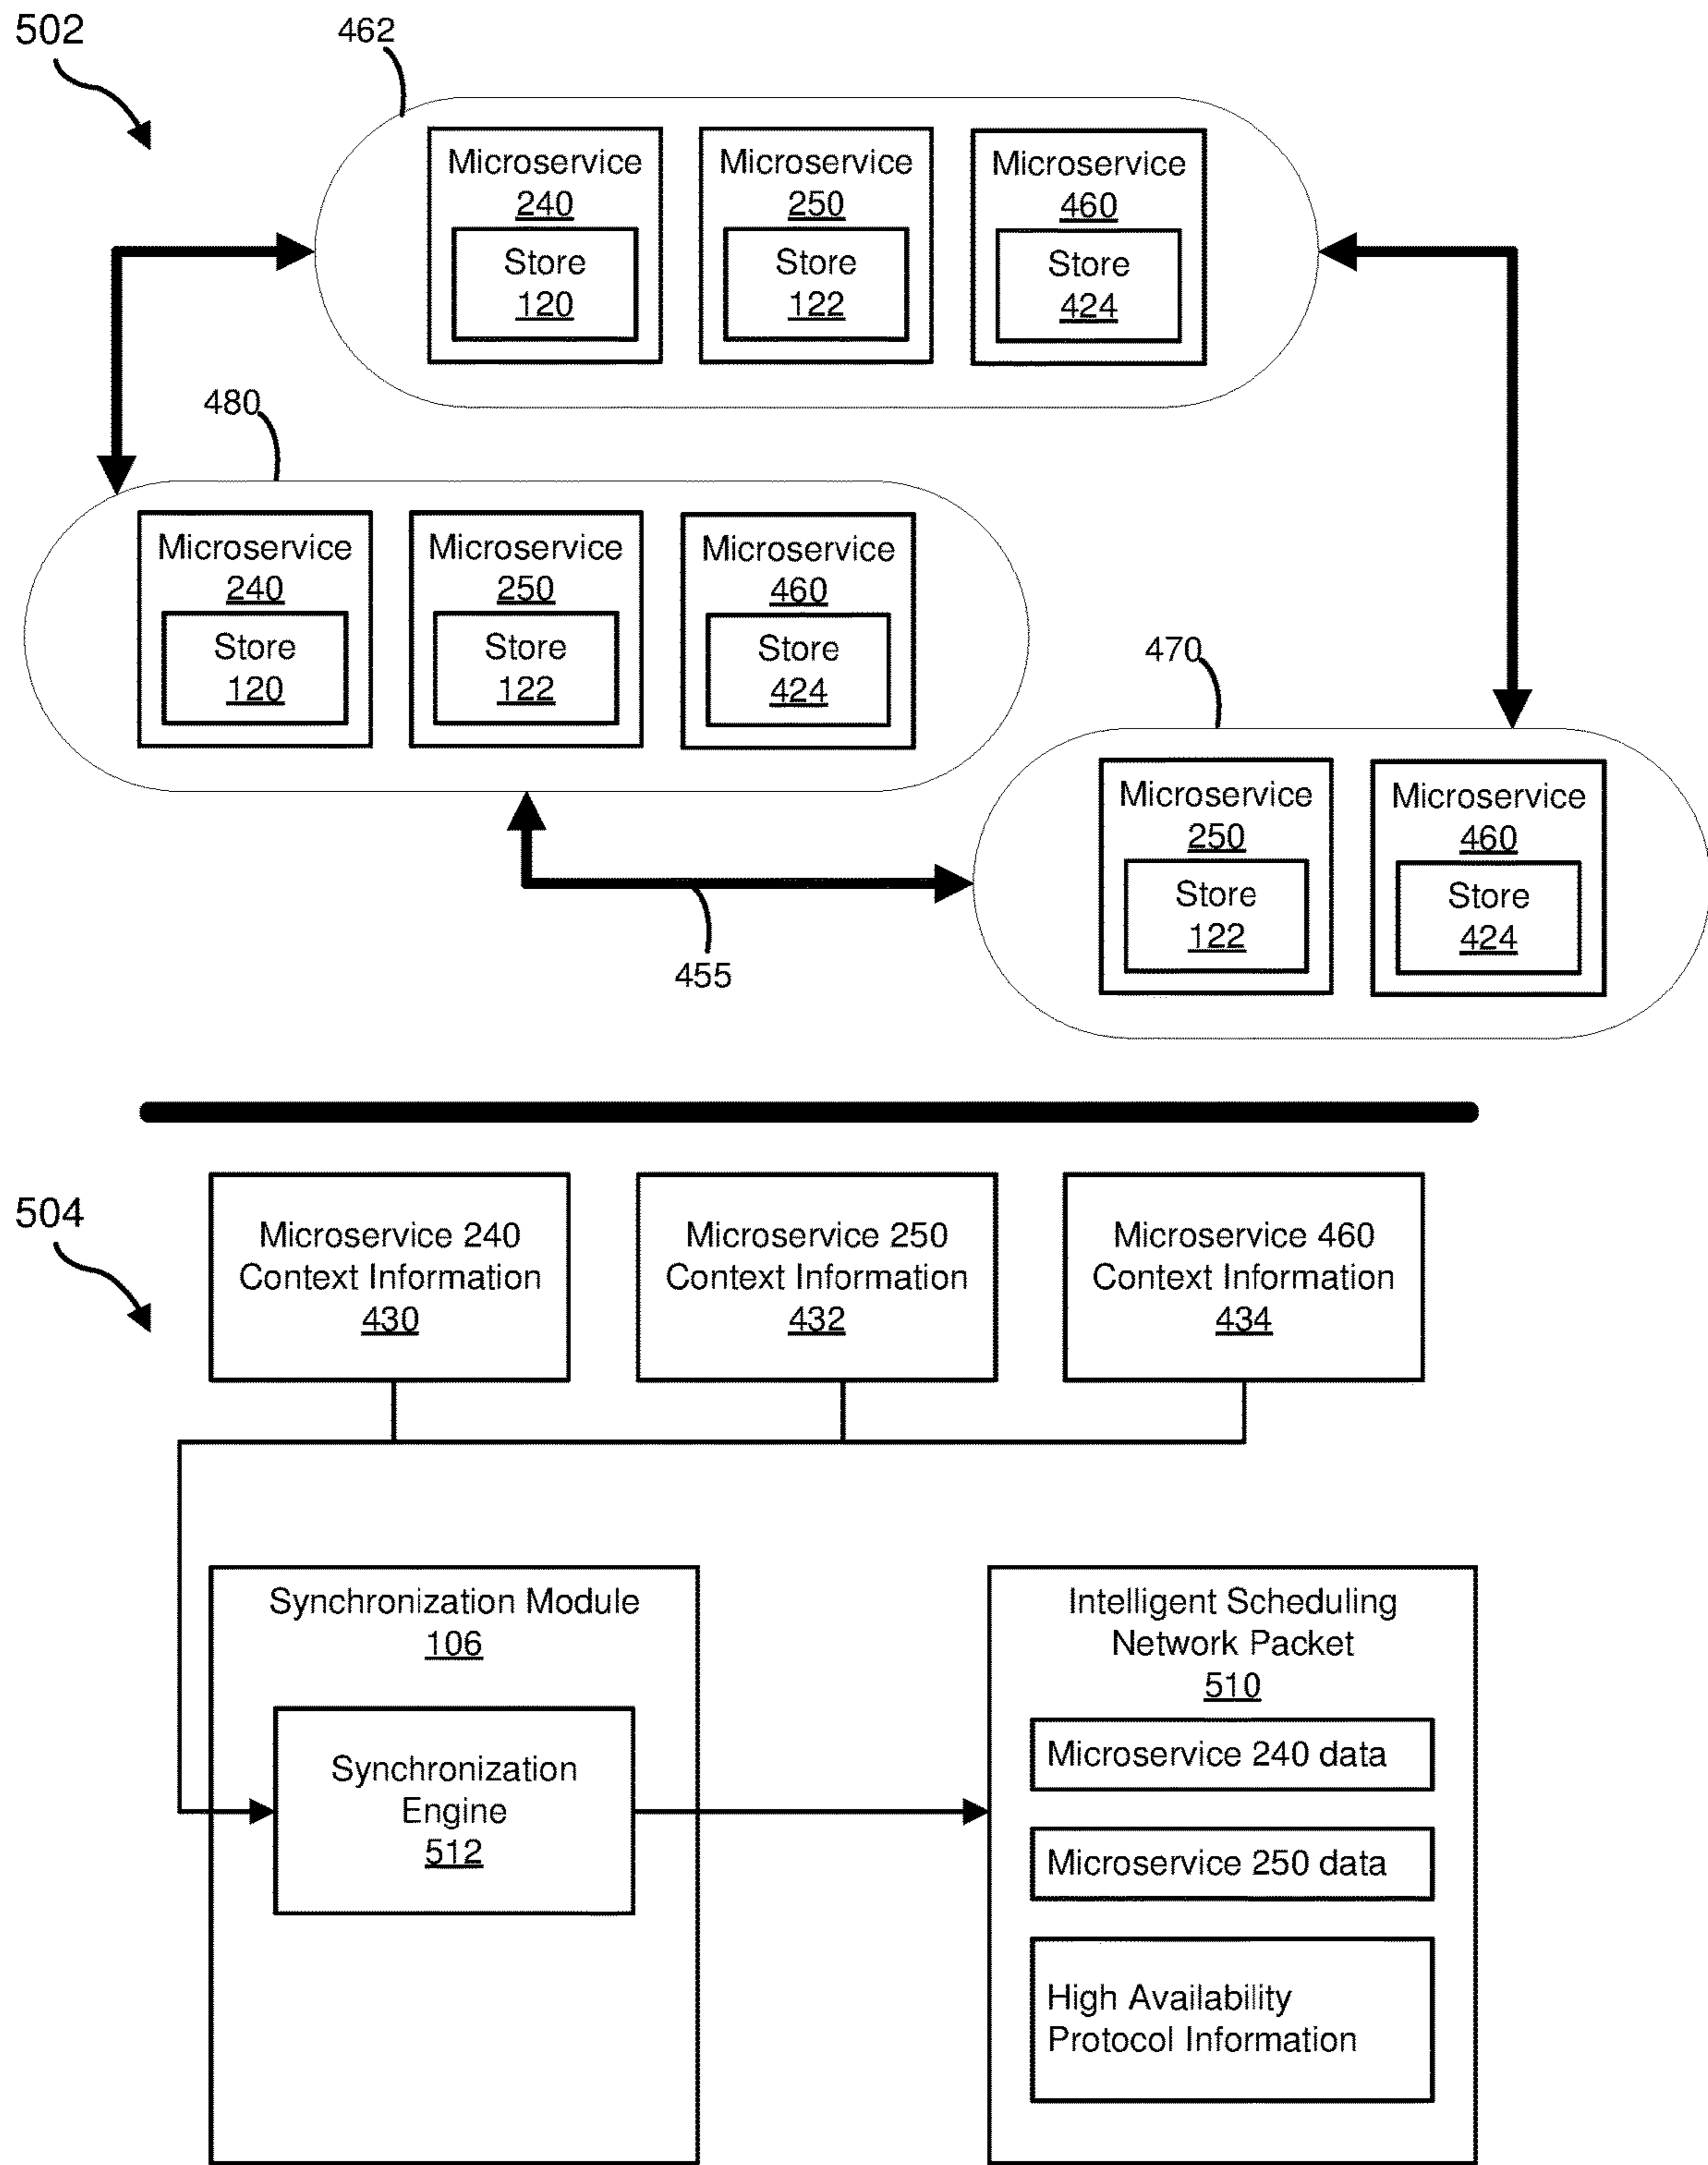 502
462
Microservice
240
Store
120
Microservice
250
Store
122
Microservice
460
Store
424
480
Microservice
240
Store
120
Microservice
250
Store
122
Microservice
460
Store
424
470
Microservice
250
Store
122
Microservice
460
Store
424
455
504
Microservice 240
Context Information
430
Microservice 250
Context Information
432
Microservice 460
Context Information
434
Synchronization Module
106
Synchronization
Engine
512
Intelligent Scheduling
Network Packet
510
Microservice 240 data
Microservice 250 data
High Availability
Protocol Information